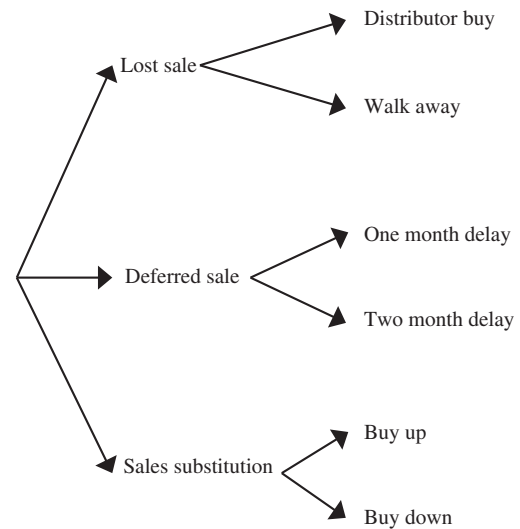 Distributor buy
Lost sale
Walk away
One month delay
Deferred sale
Two month delay
Buy up
Sales substitution
Buy down